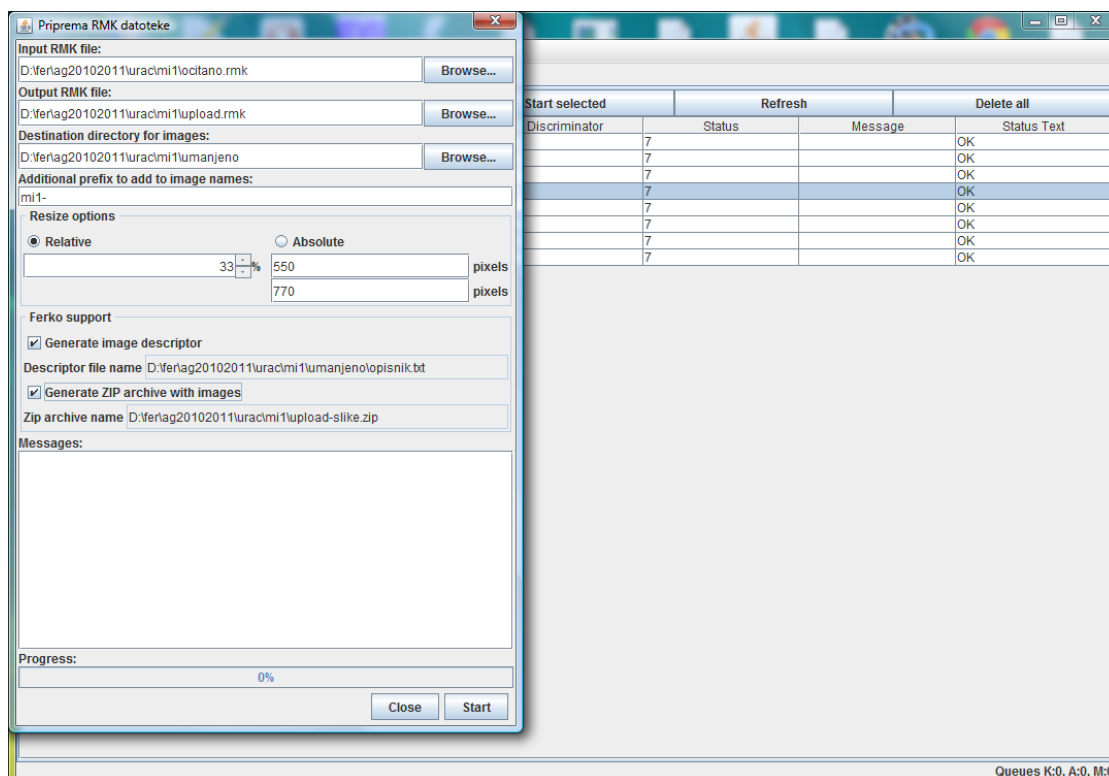 Priprema RMK datoteke
Input RMK file:
D:\fer\ag20102011\urac\mi1\ocitano.rmk Browse...
Output RMK file:
D:\fer\ag20102011\urac\mi1\upload.rmk Browse...
Destination directory for images:
D:\fer\ag20102011\urac\mi1\umanjeno Browse...
Additional prefix to add to image names:
mi1-
Resize options
Relative Absolute
33 % 550 pixels
770 pixels
Ferko support
Generate image descriptor
Descriptor file name D:\fer\ag20102011\urac\mi1\umanjeno\opisnik.txt
Generate ZIP archive with images
Zip archive name D:\fer\ag20102011\urac\mi1\upload-slike.zip
Messages:
Progress:
0%
Close Start
Start selected Refresh Delete all
Discriminator Status Message Status Text
7 OK
7 OK
7 OK
7 OK
7 OK
7 OK
7 OK
7 OK
Queues K:0, A:0, M: